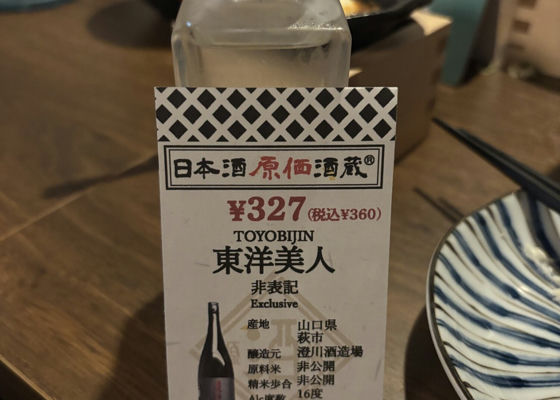 日本酒原価酒蔵®
¥327(税込¥360)
TOYOBIJIN
東洋美人
非表記
Exclusive
産地 山口県
萩市
醸造元 澄川酒造場
原料米 非公開
精米歩合 非公開
Alc度数 16度